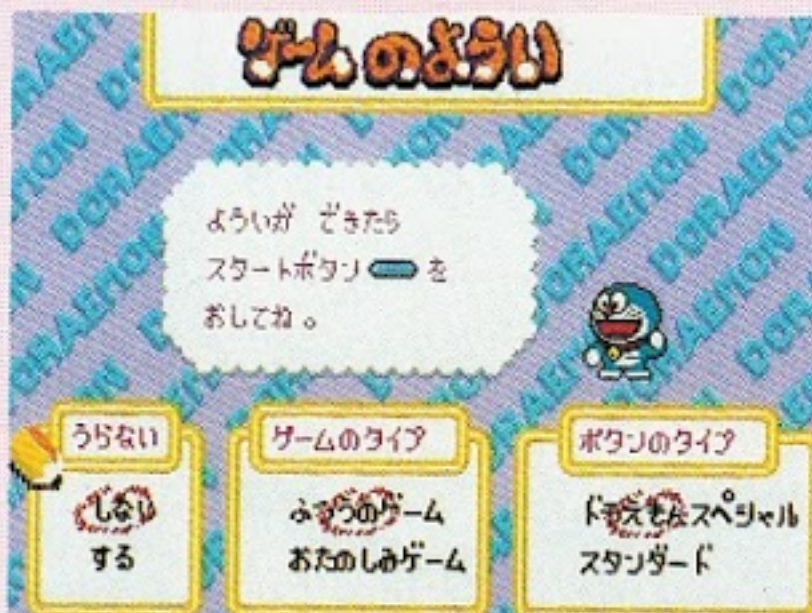 ゲームのようい
DORAEMON
よういが できたら
スタートボタン を
おしてね。
うらない
しない
する
ゲームのタイプ
ふつうのゲーム
おたのしみゲーム
ボタンのタイプ
ドラえもんスペシャル
スタンダード